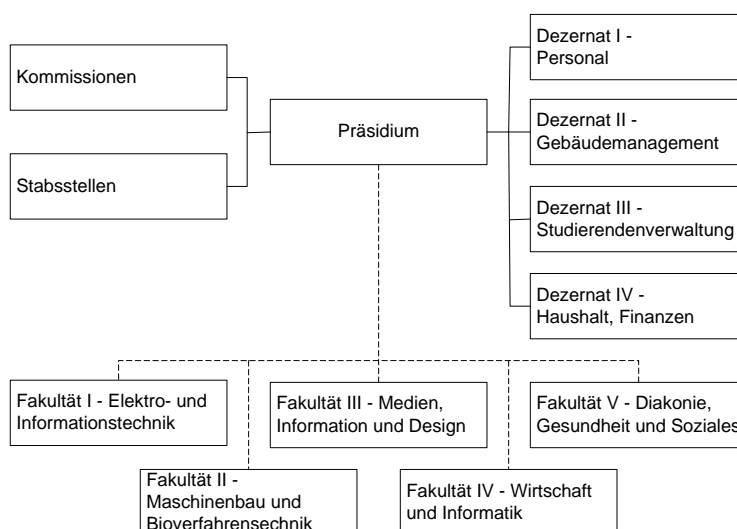 Kommissionen
Stabsstellen
Präsidium
Dezernat I -
Personal
Dezernat II -
Gebäudemanagement
Dezernat III -
Studierendenverwaltung
Dezernat IV -
Haushalt, Finanzen
Fakultät I - Elektro- und
Informationstechnik
Fakultät II -
Maschinenbau und
Bioverfahrensechnik
Fakultät III - Medien,
Information und Design
Fakultät IV - Wirtschaft
und Informatik
Fakultät V - Diakonie,
Gesundheit und Soziales